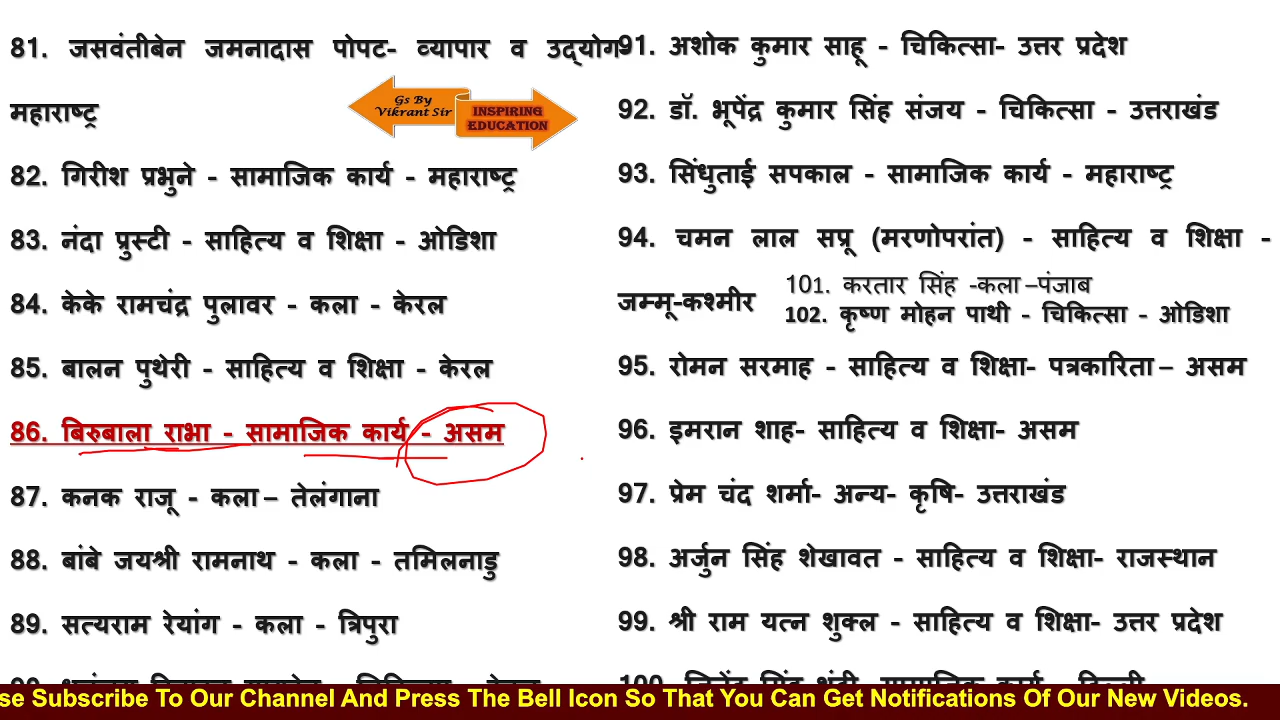 81. जसवंतीबेन जमनादास पोपट- व्यापार व उद्योग-
महाराष्ट्र
Gs By
Vikrant Sir
INSPIRING
EDUCATION
82. गिरीश प्रभुने - सामाजिक कार्य - महाराष्ट्र
83. नंदा प्रुस्टी - साहित्य व शिक्षा - ओडिशा
84. केके रामचंद्र पुलावर - कला - केरल
85. बालन पुथेरी - साहित्य व शिक्षा - केरल
86. बिरुबाला राभा - सामाजिक कार्य - असम
87. कनक राजू - कला – तेलंगाना
88. बांबे जयश्री रामनाथ - कला - तमिलनाडु
89. सत्यराम रेयांग - कला - त्रिपुरा
91. अशोक कुमार साहू - चिकित्सा- उत्तर प्रदेश
92. डॉ. भूपेंद्र कुमार सिंह संजय - चिकित्सा - उत्तराखंड
93. सिंधुताई सपकाल - सामाजिक कार्य - महाराष्ट्र
94. चमन लाल सप्रू (मरणोपरांत) - साहित्य व शिक्षा -
जम्मू-कश्मीर
101. करतार सिंह -कला –पंजाब
102. कृष्ण मोहन पाथी - चिकित्सा - ओडिशा
95. रोमन सरमाह - साहित्य व शिक्षा- पत्रकारिता – असम
96. इमरान शाह- साहित्य व शिक्षा- असम
97. प्रेम चंद शर्मा- अन्य- कृषि- उत्तराखंड
98. अर्जुन सिंह शेखावत - साहित्य व शिक्षा- राजस्थान
99. श्री राम यत्न शुक्ल - साहित्य व शिक्षा- उत्तर प्रदेश
se Subscribe To Our Channel And Press The Bell Icon So That You Can Get Notifications Of Our New Videos.